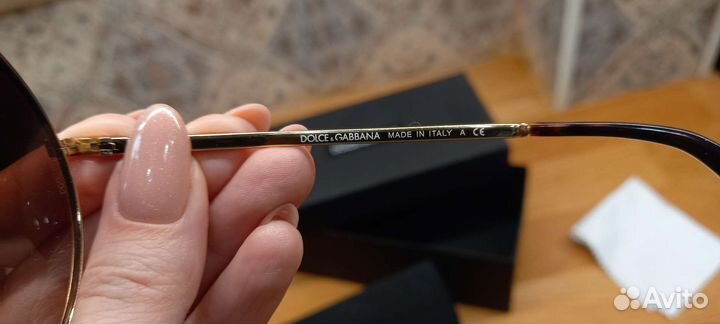 DOLCE & GABBANA MADE IN ITALY A CE
Avito